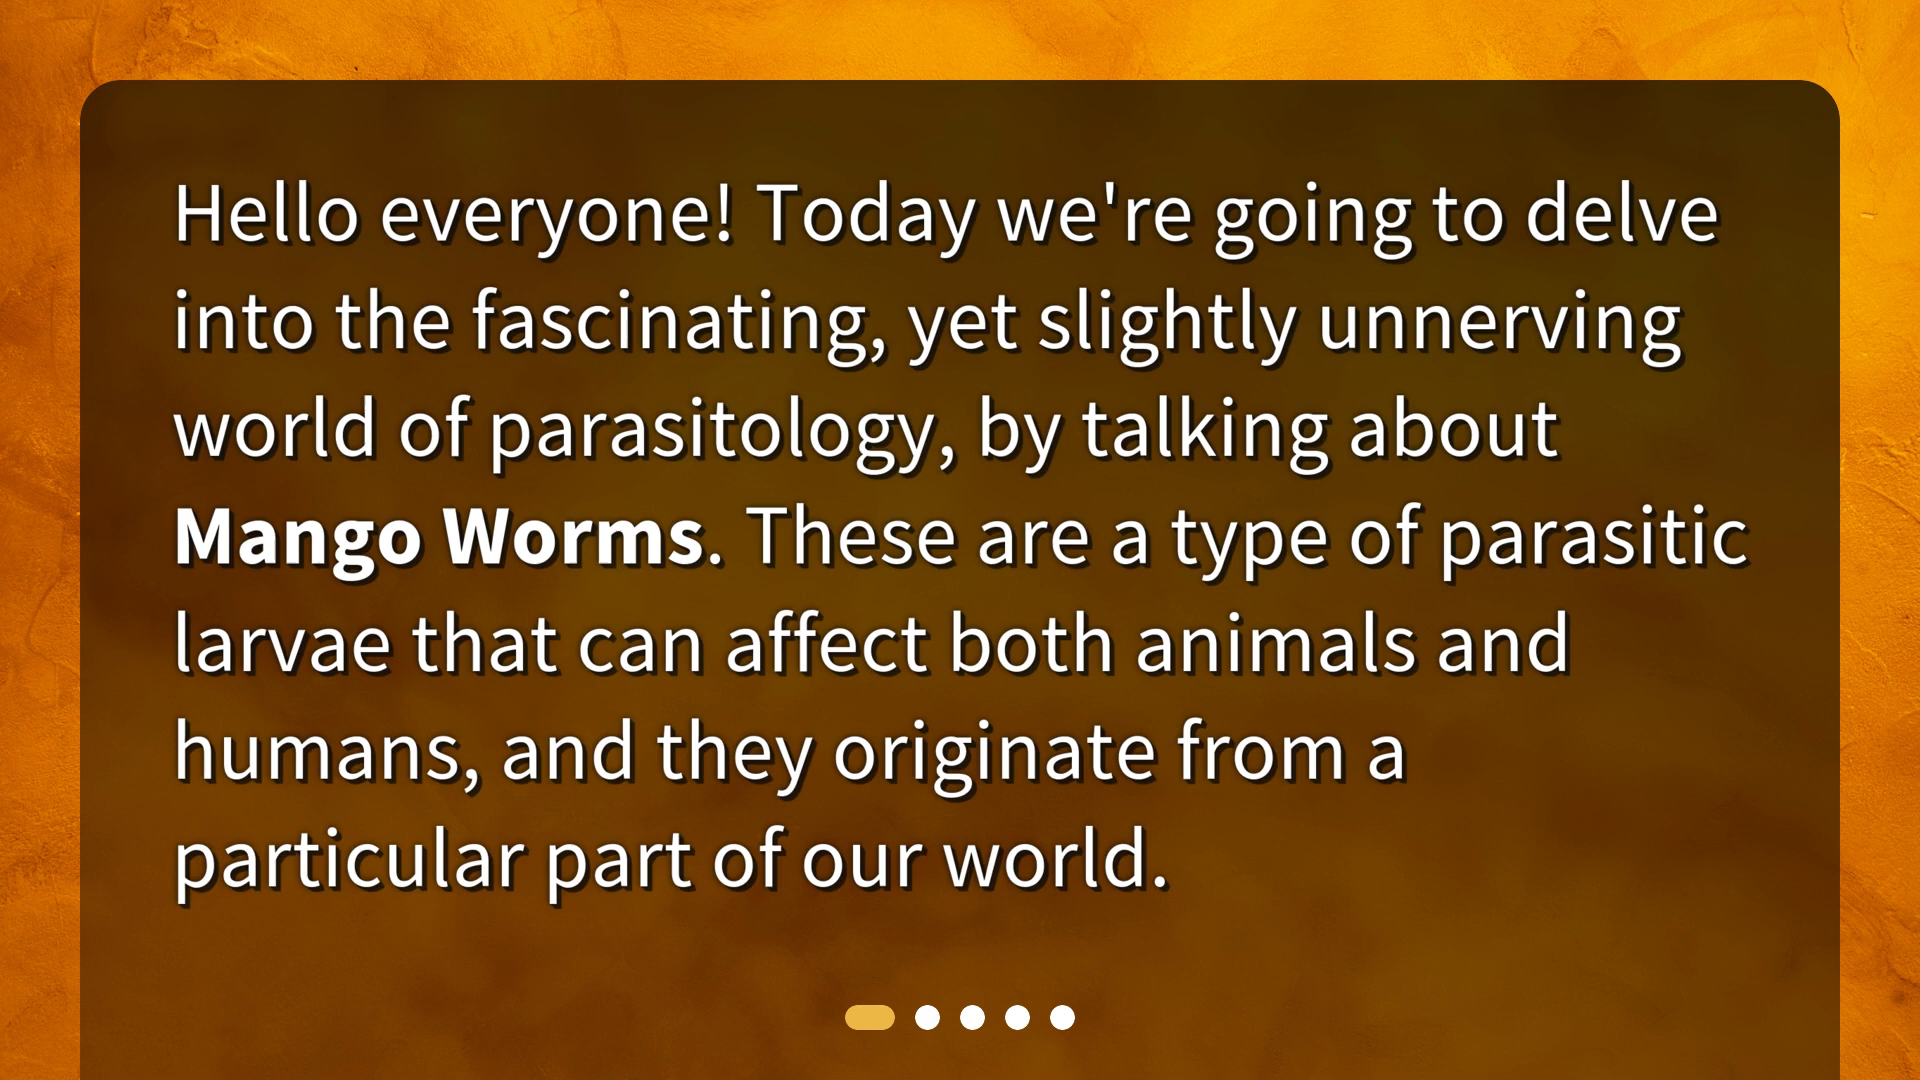 Hello everyone! Today we're going to delve
into the fascinating, yet slightly unnerving
world of parasitology, by talking about
Mango Worms. These are a type of parasitic
larvae that can affect both animals and
humans, and they originate from a
particular part of our world.